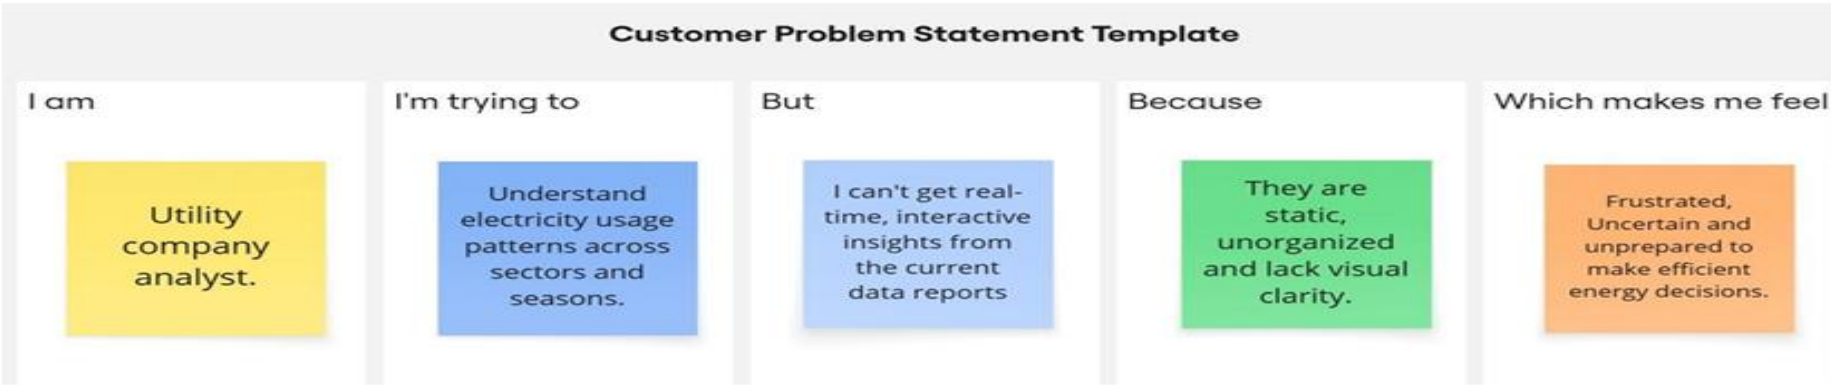 Customer Problem Statement Template
I am
Utility
company
analyst.
I'm trying to
Understand
electricity usage
patterns across
sectors and
seasons.
But
I can't get real-
time, interactive
insights from
the current
data reports
Because
They are
static,
unorganized
and lack visual
clarity.
Which makes me feel
Frustrated,
Uncertain and
unprepared to
make efficient
energy decisions.